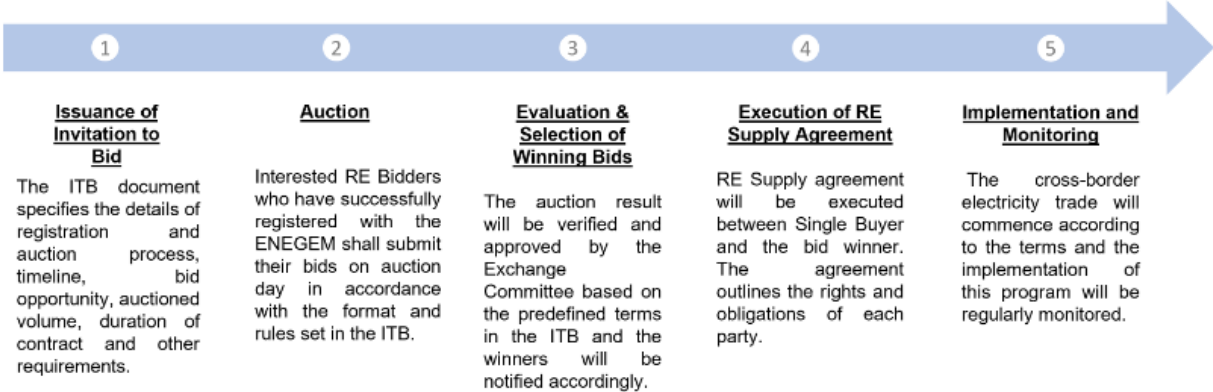 1
2
3
4
5
Issuance of
Invitation to
Bid
The ITB document
specifies the details of
registration and
auction process,
timeline, bid
opportunity, auctioned
volume, duration of
contract and other
requirements.
Auction
Interested RE Bidders
who have successfully
registered with the
ENEGEM shall submit
their bids on auction
day in accordance
with the format and
rules set in the ITB.
Evaluation &
Selection of
Winning Bids
The auction result
will be verified and
approved by the
Exchange
Committee based on
the predefined terms
in the ITB and the
winners will be
notified accordingly.
Execution of RE
Supply Agreement
RE Supply agreement
will be executed
between Single Buyer
and the bid winner.
The agreement
outlines the rights and
obligations of each
party.
Implementation and
Monitoring
The cross-border
electricity trade will
commence according
to the terms and the
implementation of
this program will be
regularly monitored.